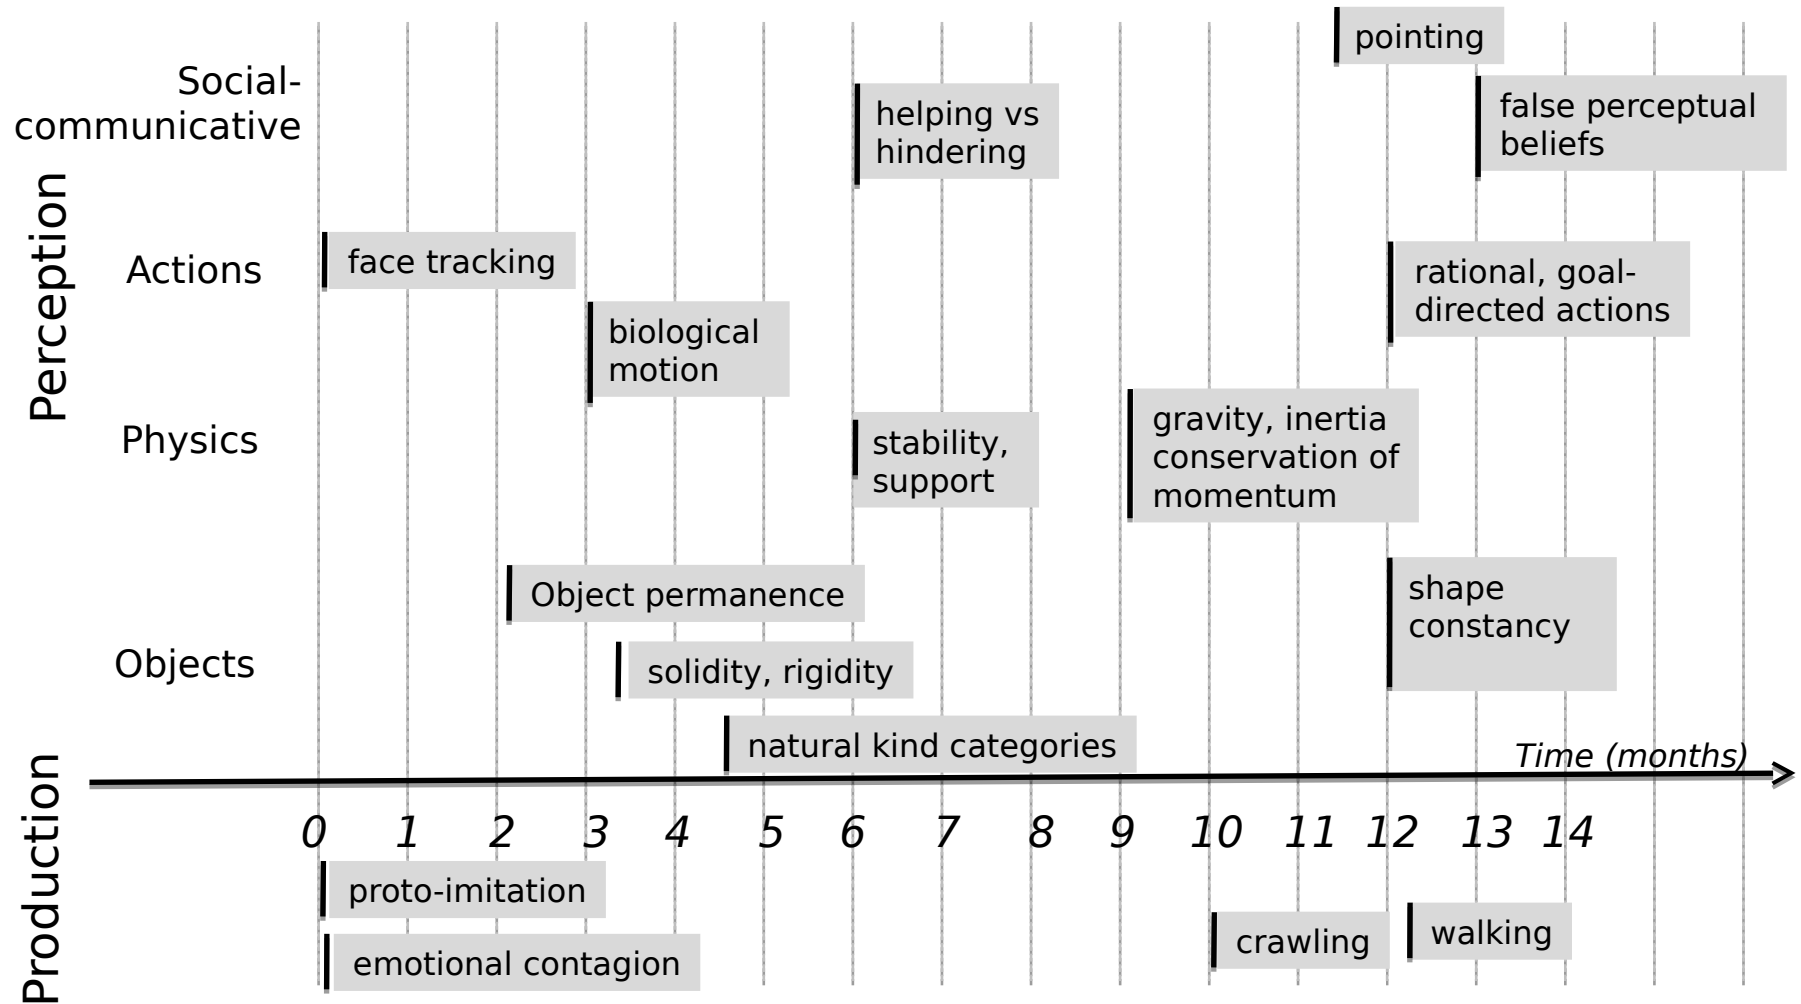 pointing
Social-
communicative
helping vs
hindering
false perceptual
beliefs
Perception
Actions
face tracking
rational, goal-
directed actions
biological
motion
Physics
stability,
support
gravity, inertia
conservation of
momentum
Object permanence
shape
constancy
Objects
solidity, rigidity
natural kind categories
Time (months)
0 1 2 3 4 5 6 7 8 9 10 11 12 13 14
Production
proto-imitation
emotional contagion
crawling
walking